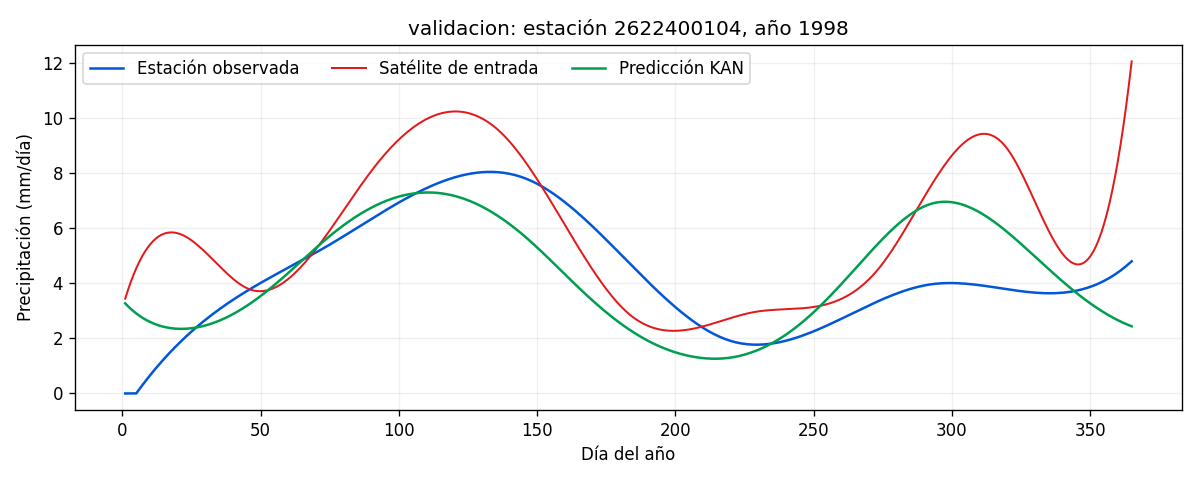 validacion: estación 2622400104, año 1998
Estación observada
Satélite de entrada
Predicción KAN
Precipitación (mm/día)
12
10
8
6
4
2
0
0
50
100
150
200
250
300
350
Día del año